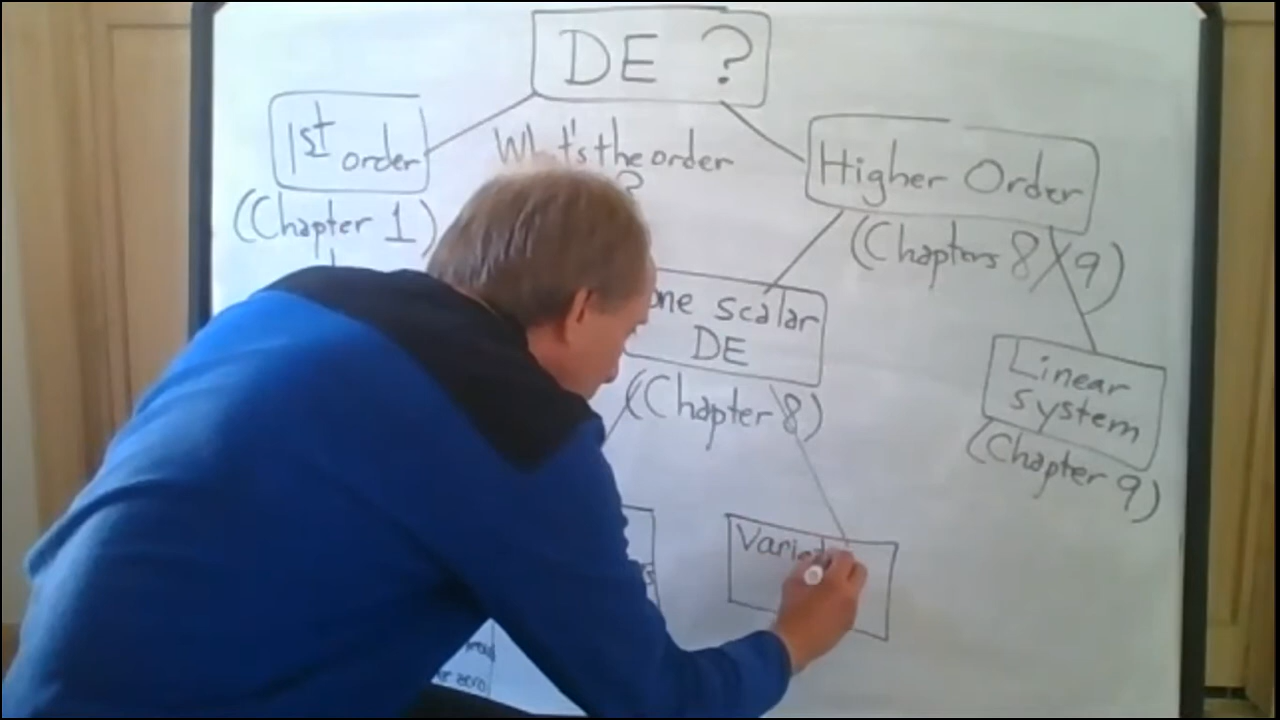 DE ?
1st order
What's the order
?
Higher Order
(Chapter 1)
(Chapters 8 9)
one scalar
DE
(Chapter 8)
Linear
system
(Chapter 9)
zero